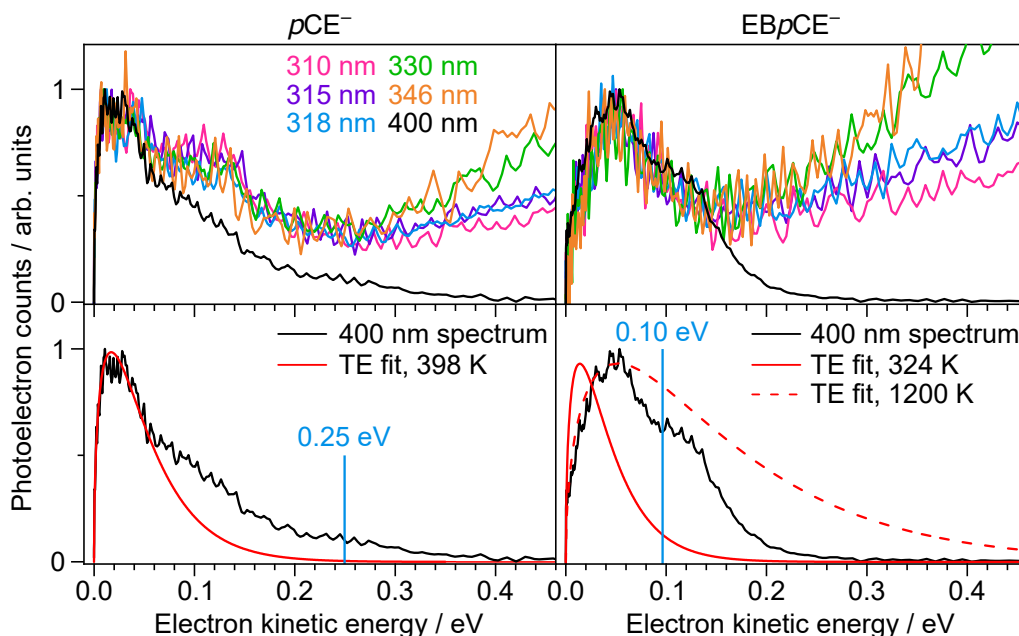 pCE⁻
EBpCE⁻
310 nm 330 nm
315 nm 346 nm
318 nm 400 nm
1
0
Photoelectron counts / arb. units
400 nm spectrum
TE fit, 398 K
0.25 eV
0.10 eV
400 nm spectrum
TE fit, 324 K
TE fit, 1200 K
1
0
0.0 0.1 0.2 0.3 0.4
0.0 0.1 0.2 0.3 0.4
Electron kinetic energy / eV
Electron kinetic energy / eV